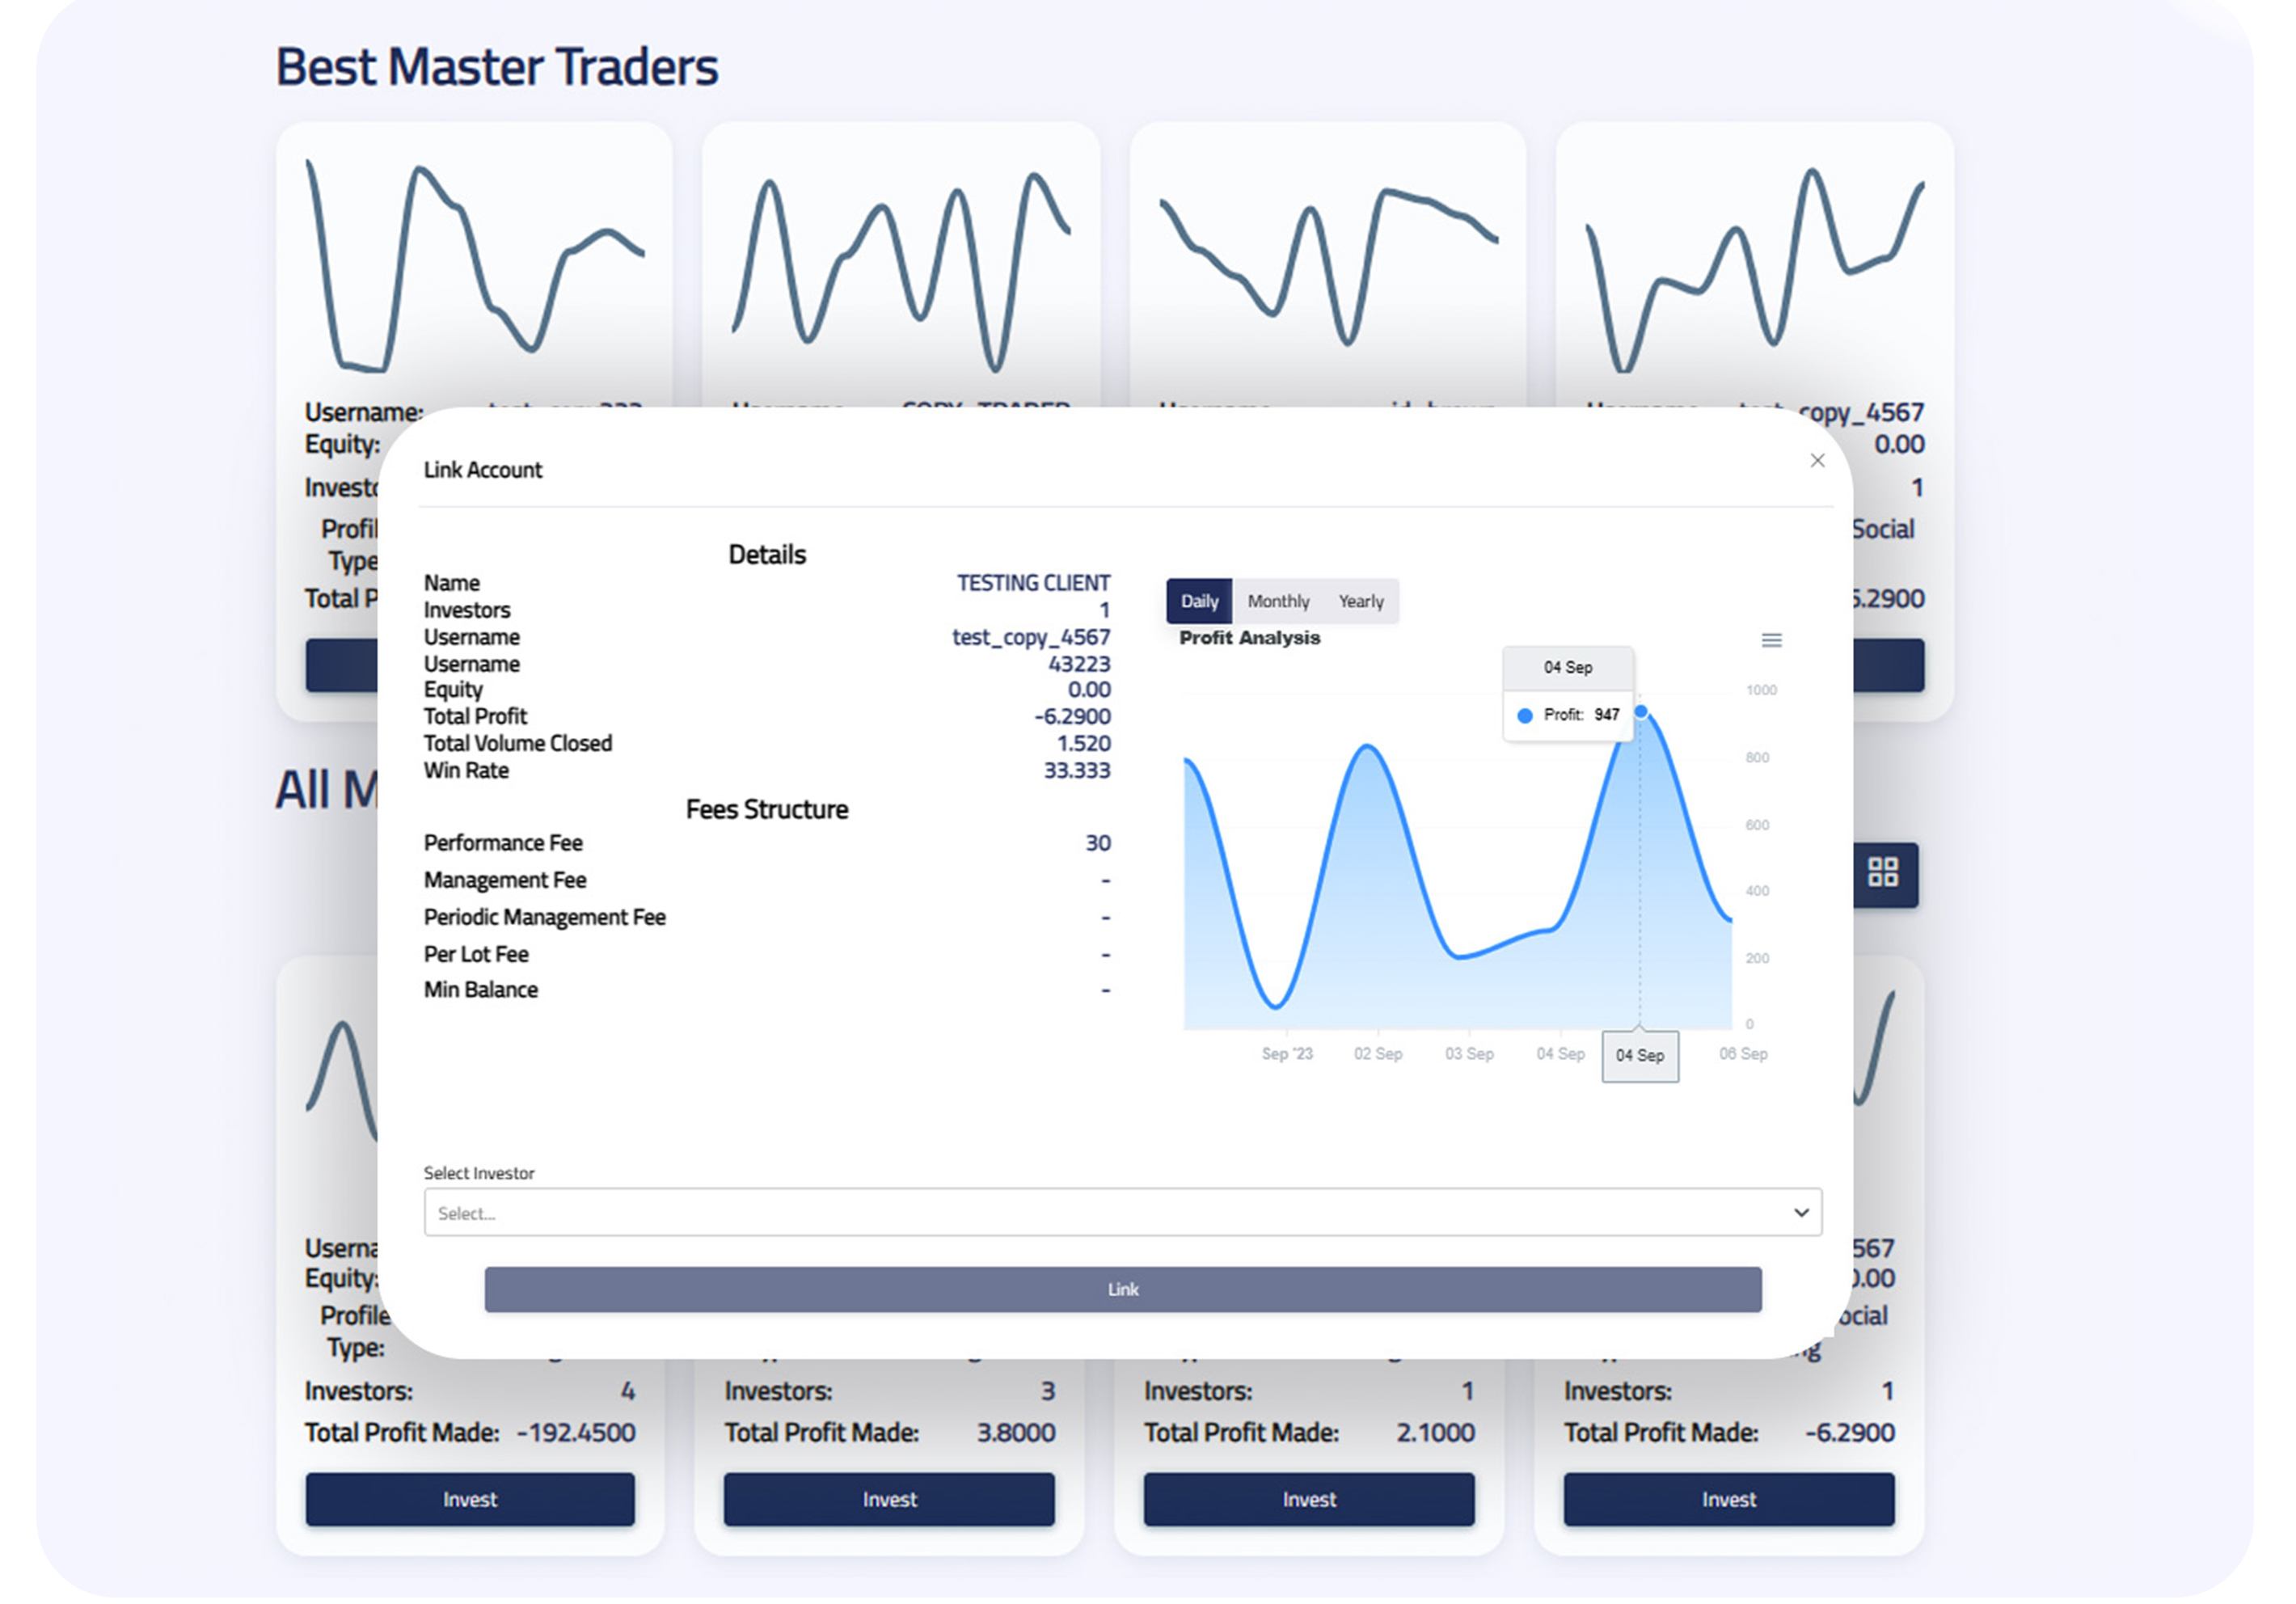 Best Master Traders
Username:
copy_4567
Equity:
0.00
1
Profil
Social
Type
Total P
.2900
Link Account
Details
Name TESTING CLIENT
Investors 1
Username test_copy_4567
Username 43223
Equity 0.00
Total Profit -6.2900
Total Volume Closed 1.520
Win Rate 33.333
Fees Structure
Performance Fee 30
Management Fee -
Periodic Management Fee -
Per Lot Fee -
Min Balance -
Daily Monthly Yearly
Profit Analysis
04 Sep
Profit: 947
1000
800
600
400
200
0
Sep '23 02 Sep 03 Sep 04 Sep 04 Sep 06 Sep
Select Investor
Select...
Link
All M
Userna
567
Equity:
.00
Profile
ocial
Type:
Investors: 4 Investors: 3 Investors: 1 Investors: 1
Total Profit Made: -192.4500 Total Profit Made: 3.8000 Total Profit Made: 2.1000 Total Profit Made: -6.2900
Invest Invest Invest Invest